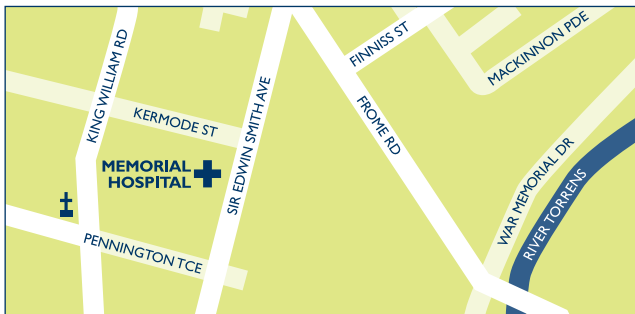 FINNISS ST
MACKINNON PDE
KING WILLIAM RD
KERMODE ST
SIR EDWIN SMITH AVE
FROME RD
MEMORIAL
HOSPITAL
WAR MEMORIAL DR
RIVER TORRENS
PENNINGTON TCE